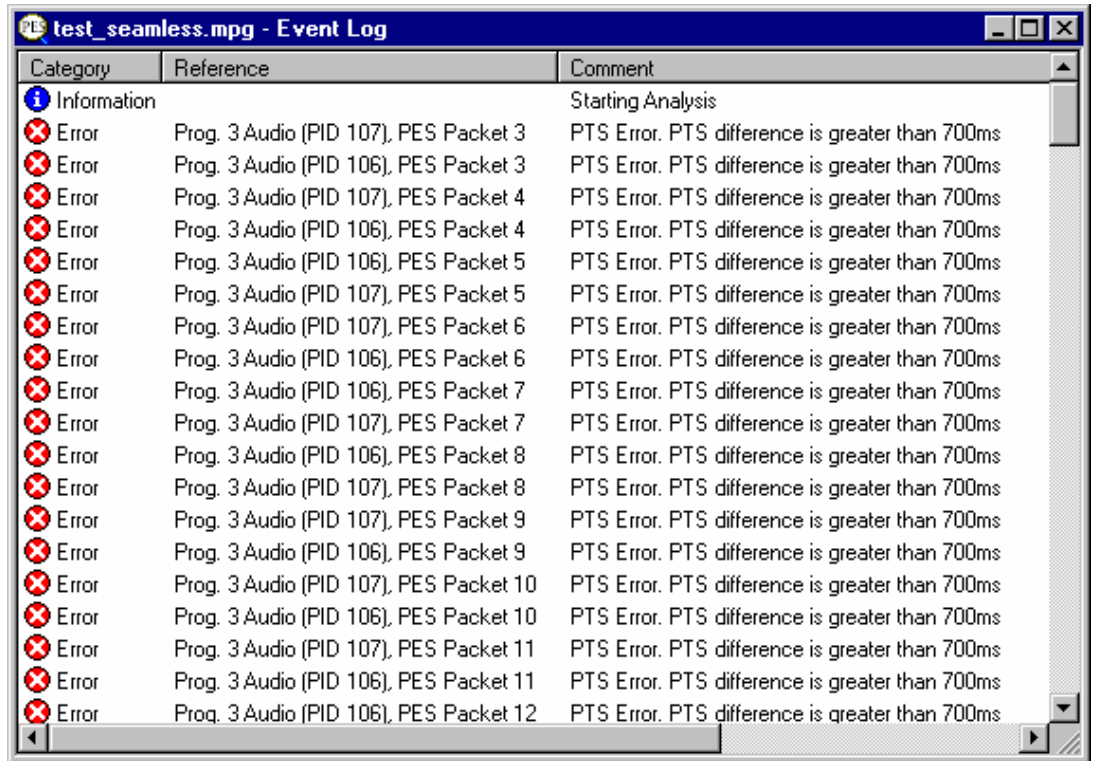 PES test_seamless.mpg - Event Log
Category Reference Comment
Information Starting Analysis
Error Prog. 3 Audio (PID 107), PES Packet 3 PTS Error. PTS difference is greater than 700ms
Error Prog. 3 Audio (PID 106), PES Packet 3 PTS Error. PTS difference is greater than 700ms
Error Prog. 3 Audio (PID 107), PES Packet 4 PTS Error. PTS difference is greater than 700ms
Error Prog. 3 Audio (PID 106), PES Packet 4 PTS Error. PTS difference is greater than 700ms
Error Prog. 3 Audio (PID 106), PES Packet 5 PTS Error. PTS difference is greater than 700ms
Error Prog. 3 Audio (PID 107), PES Packet 5 PTS Error. PTS difference is greater than 700ms
Error Prog. 3 Audio (PID 107), PES Packet 6 PTS Error. PTS difference is greater than 700ms
Error Prog. 3 Audio (PID 106), PES Packet 6 PTS Error. PTS difference is greater than 700ms
Error Prog. 3 Audio (PID 106), PES Packet 7 PTS Error. PTS difference is greater than 700ms
Error Prog. 3 Audio (PID 107), PES Packet 7 PTS Error. PTS difference is greater than 700ms
Error Prog. 3 Audio (PID 106), PES Packet 8 PTS Error. PTS difference is greater than 700ms
Error Prog. 3 Audio (PID 107), PES Packet 8 PTS Error. PTS difference is greater than 700ms
Error Prog. 3 Audio (PID 107), PES Packet 9 PTS Error. PTS difference is greater than 700ms
Error Prog. 3 Audio (PID 106), PES Packet 9 PTS Error. PTS difference is greater than 700ms
Error Prog. 3 Audio (PID 107), PES Packet 10 PTS Error. PTS difference is greater than 700ms
Error Prog. 3 Audio (PID 106), PES Packet 10 PTS Error. PTS difference is greater than 700ms
Error Prog. 3 Audio (PID 107), PES Packet 11 PTS Error. PTS difference is greater than 700ms
Error Prog. 3 Audio (PID 106), PES Packet 11 PTS Error. PTS difference is greater than 700ms
Error Prog. 3 Audio (PID 106), PES Packet 12 PTS Error. PTS difference is greater than 700ms